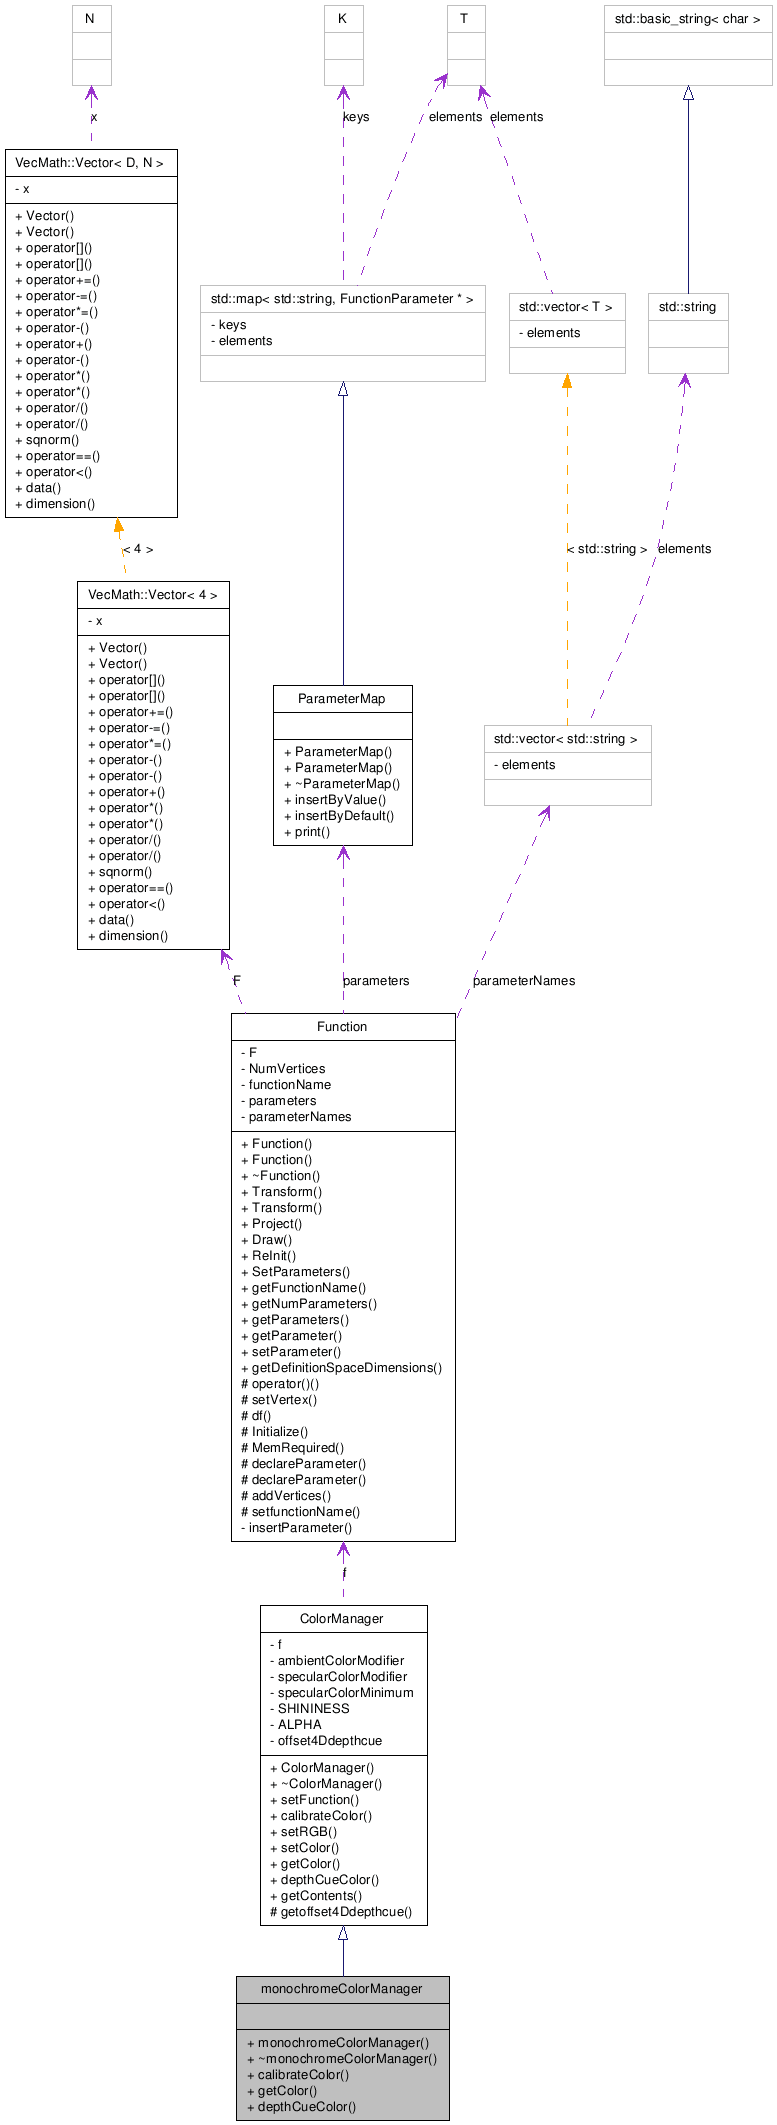 N
K
T
std::basic_string< char >
x
keys
elements
elements
VecMath::Vector< D, N >
- x
+ Vector()
+ Vector()
+ operator[]()
+ operator[]()
+ operator+=()
+ operator-=()
+ operator*=()
+ operator-()
+ operator+()
+ operator-()
+ operator*()
+ operator*()
+ operator/()
+ operator/()
+ sqnorm()
+ operator==()
+ operator<()
+ data()
+ dimension()
std::map< std::string, FunctionParameter * >
- keys
- elements
std::vector< T >
- elements
std::string
< 4 >
< std::string >
elements
VecMath::Vector< 4 >
- x
+ Vector()
+ Vector()
+ operator[]()
+ operator[]()
+ operator+=()
+ operator-=()
+ operator*=()
+ operator-()
+ operator-()
+ operator+()
+ operator*()
+ operator*()
+ operator/()
+ operator/()
+ sqnorm()
+ operator==()
+ operator<()
+ data()
+ dimension()
ParameterMap
+ ParameterMap()
+ ParameterMap()
+ ~ParameterMap()
+ insertByValue()
+ insertByDefault()
+ print()
std::vector< std::string >
- elements
F
parameters
parameterNames
Function
- F
- NumVertices
- functionName
- parameters
- parameterNames
+ Function()
+ Function()
+ ~Function()
+ Transform()
+ Transform()
+ Project()
+ Draw()
+ ReInit()
+ SetParameters()
+ getFunctionName()
+ getNumParameters()
+ getParameters()
+ getParameter()
+ setParameter()
+ getDefinitionSpaceDimensions()
# operator()()
# setVertex()
# df()
# Initialize()
# MemRequired()
# declareParameter()
# declareParameter()
# addVertices()
# setfunctionName()
- insertParameter()
f
ColorManager
- f
- ambientColorModifier
- specularColorModifier
- specularColorMinimum
- SHININESS
- ALPHA
- offset4Ddepthcue
+ ColorManager()
+ ~ColorManager()
+ setFunction()
+ calibrateColor()
+ setRGB()
+ setColor()
+ getColor()
+ depthCueColor()
+ getContents()
# getoffset4Ddepthcue()
monochromeColorManager
+ monochromeColorManager()
+ ~monochromeColorManager()
+ calibrateColor()
+ getColor()
+ depthCueColor()